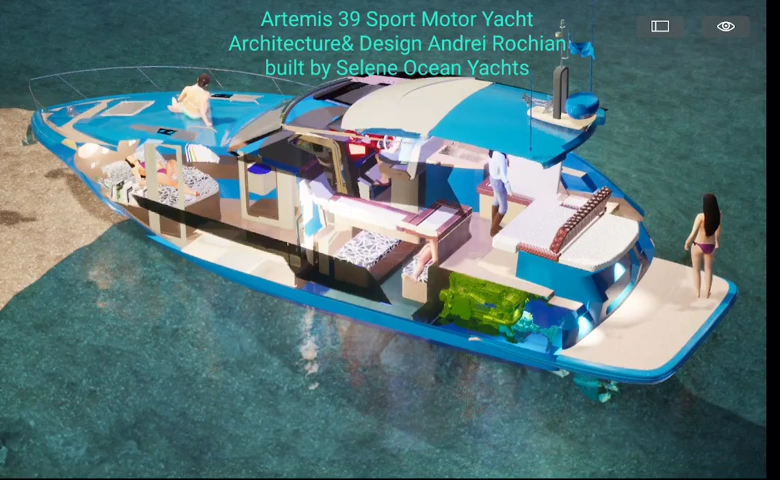 Artemis 39 Sport Motor Yacht
Architecture& Design Andrei Rochian
built by Selene Ocean Yachts